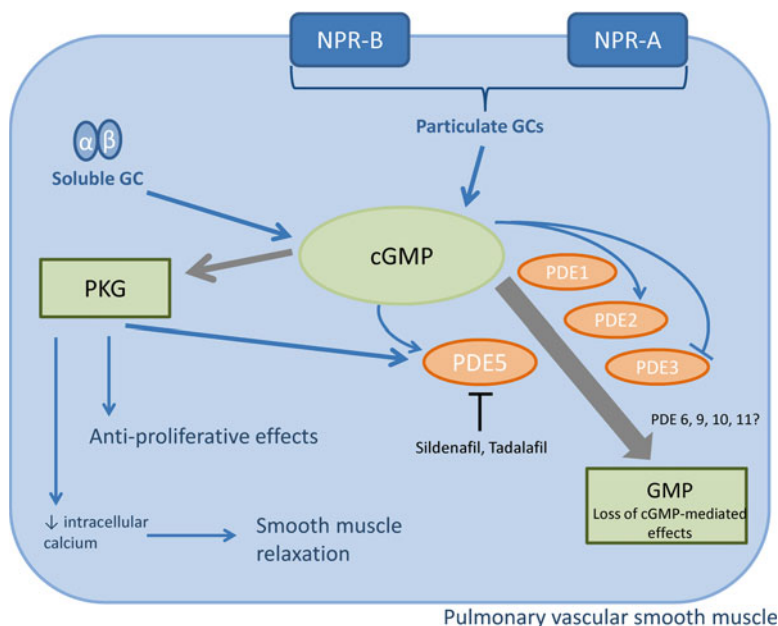 NPR-B
NPR-A
Particulate GCs
α β
Soluble GC
cGMP
PKG
PDE1
PDE2
PDE3
PDE5
Sildenafil, Tadalafil
PDE 6, 9, 10, 11?
GMP
Loss of cGMP-mediated
effects
Anti-proliferative effects
↓ intracellular
calcium
Smooth muscle
relaxation
Pulmonary vascular smooth muscle